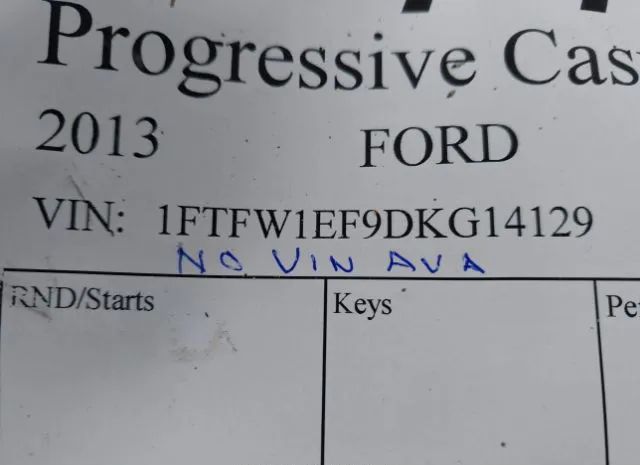 Progressive Cas
2013 FORD
VIN: 1FTFW1EF9DKG14129
NO VIN AVA
RND/Starts Keys Pe